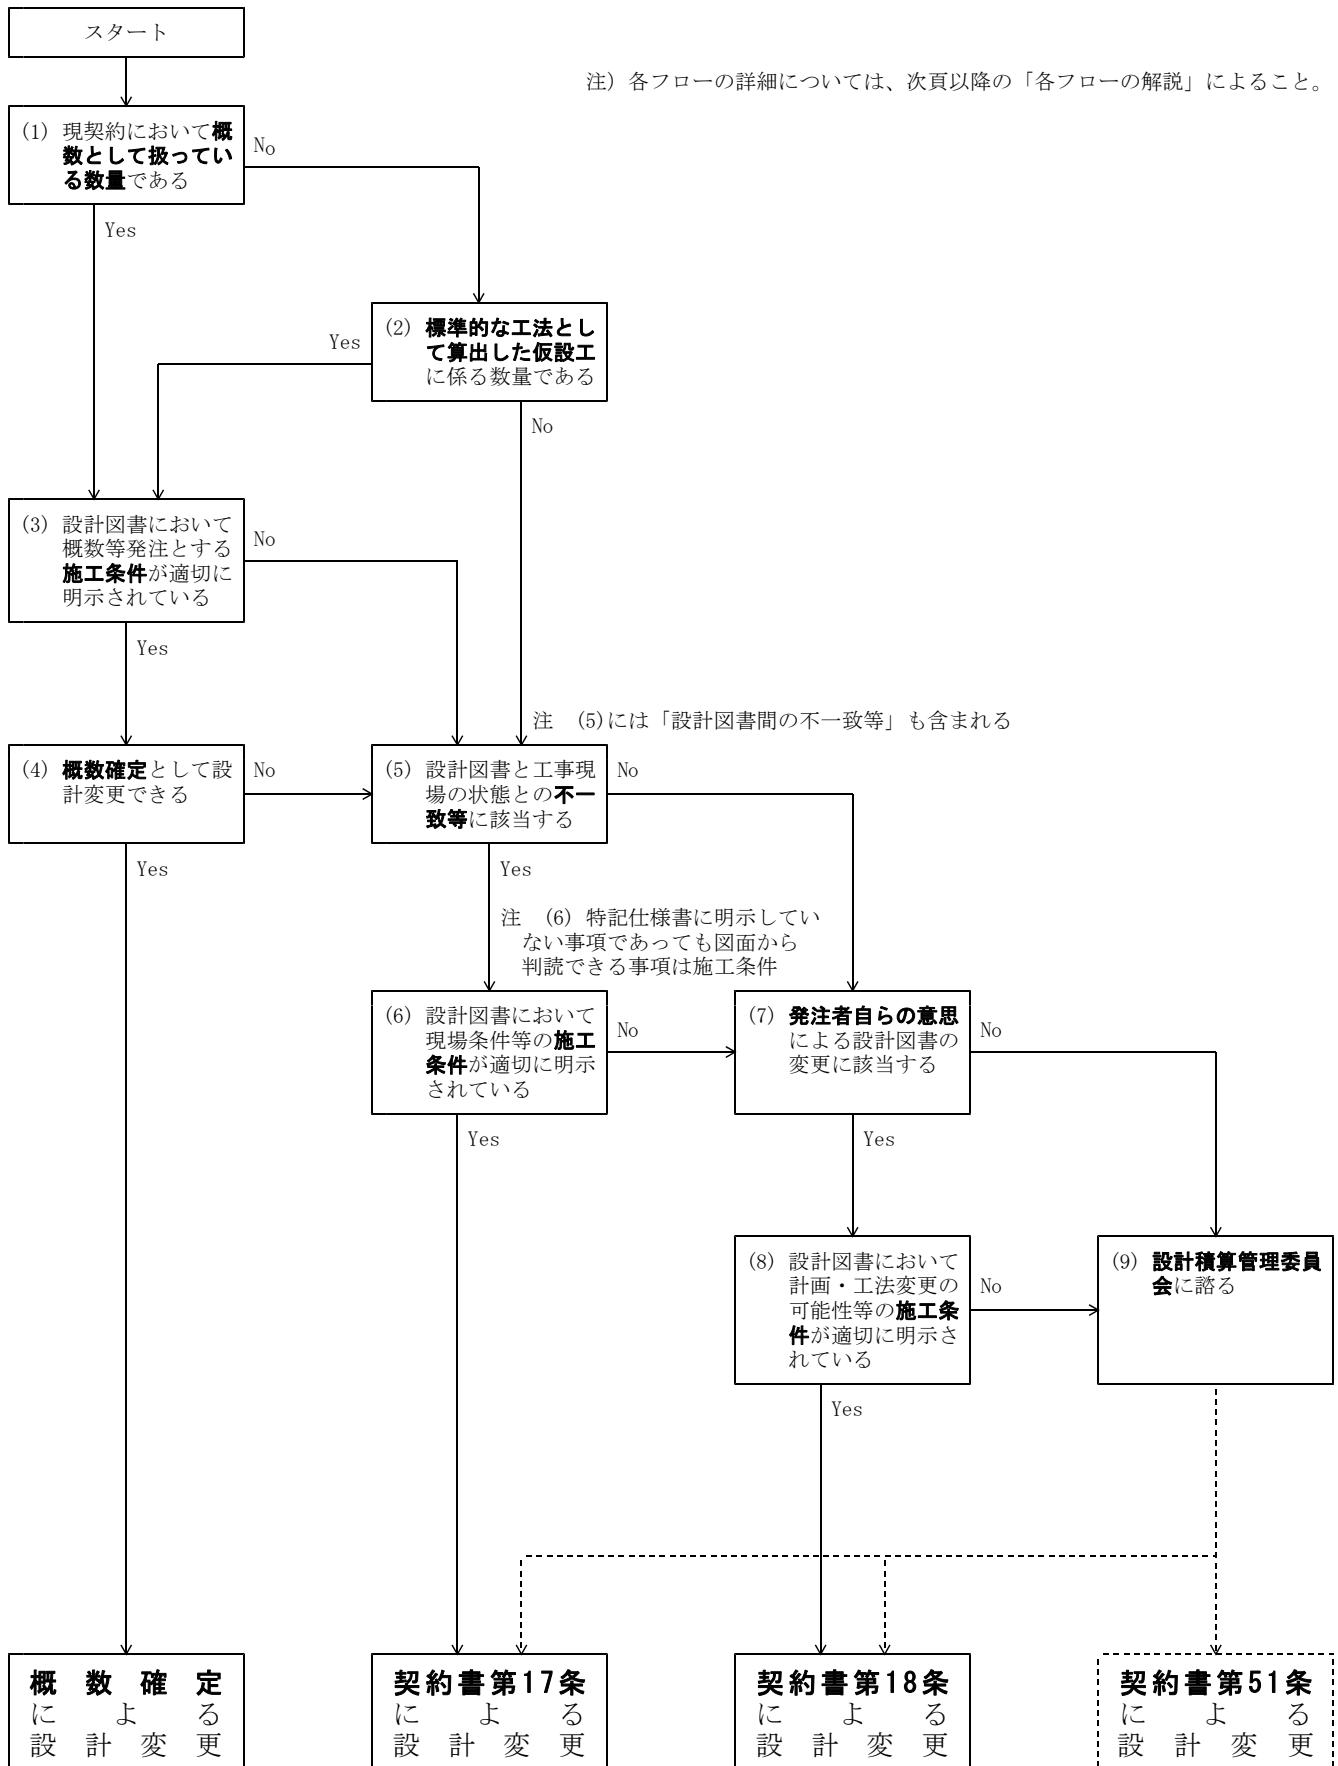 スタート
注）各フローの詳細については、次頁以降の「各フローの解説」によること。
(1) 現契約において概
数として扱ってい
る数量である
No
Yes
(2) 標準的な工法とし
て算出した仮設工
に係る数量である
Yes
No
(3) 設計図書において
概数等発注とする
施工条件が適切に
明示されている
No
Yes
注　(5)には「設計図書間の不一致等」も含まれる
(4) 概数確定として設
計変更できる
No
Yes
(5) 設計図書と工事現
場の状態との不一
致等に該当する
No
Yes
注　(6) 特記仕様書に明示してい
ない事項であっても図面から
判読できる事項は施工条件
(6) 設計図書において
現場条件等の施工
条件が適切に明示
されている
No
Yes
(7) 発注者自らの意思
による設計図書の
変更に該当する
No
Yes
(8) 設計図書において
計画・工法変更の
可能性等の施工条
件が適切に明示さ
れている
No
Yes
(9) 設計積算管理委員
会に諮る
概数確定
による
設計変更
契約書第17条
による
設計変更
契約書第18条
による
設計変更
契約書第51条
による
設計変更